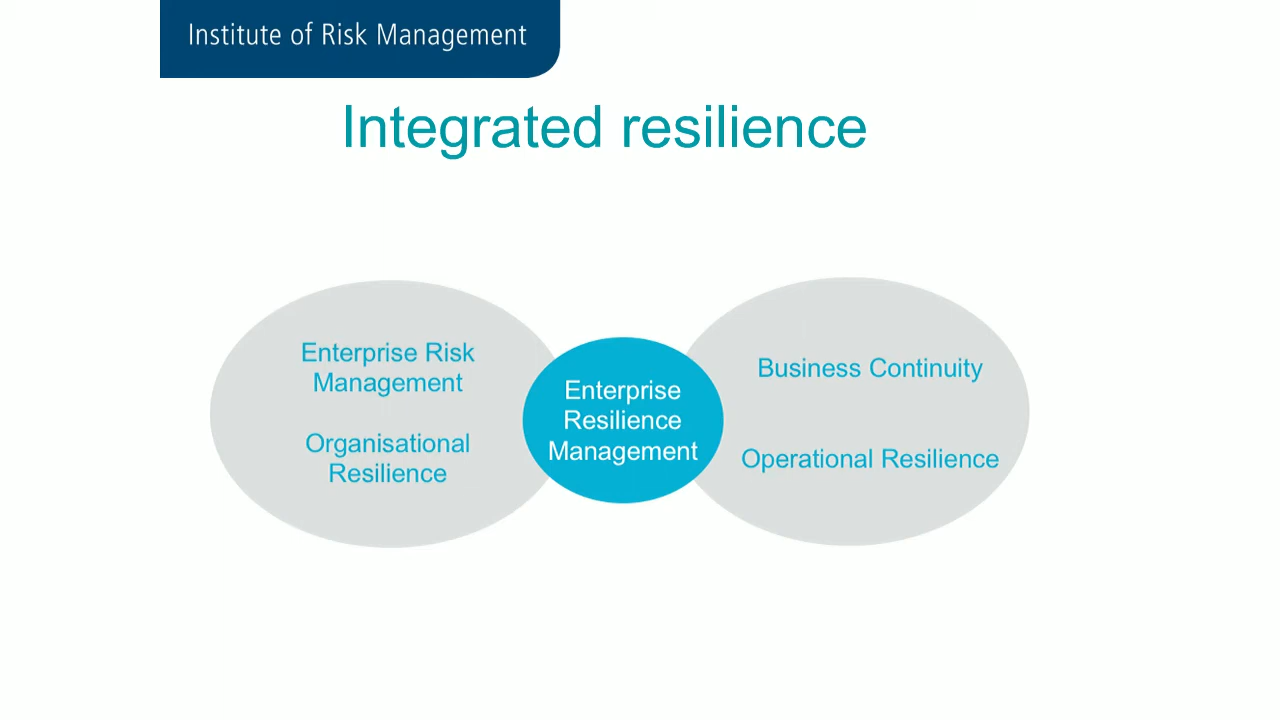 Institute of Risk Management
Integrated resilience
Enterprise Risk
Management
Organisational
Resilience
Enterprise
Resilience
Management
Business Continuity
Operational Resilience